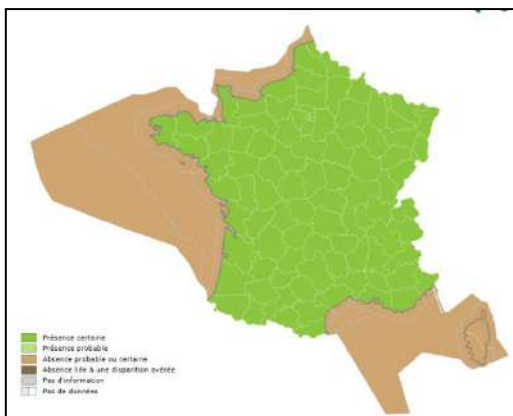 Présence certaine
Présence probable
Absence probable ou certaine
Absence liée à une disparition avérée
Pas d'information
Pas de données